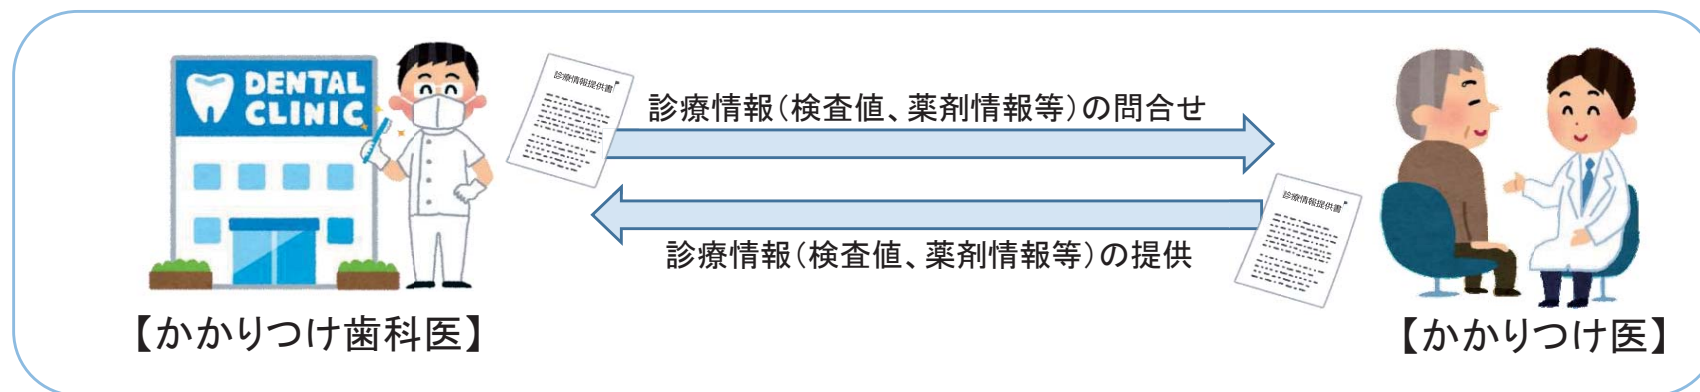 DENTAL
CLINIC
診療情報提供書
診療情報(検査値、薬剤情報等)の問合せ
診療情報(検査値、薬剤情報等)の提供
診療情報提供書
【かかりつけ歯科医】
【かかりつけ医】